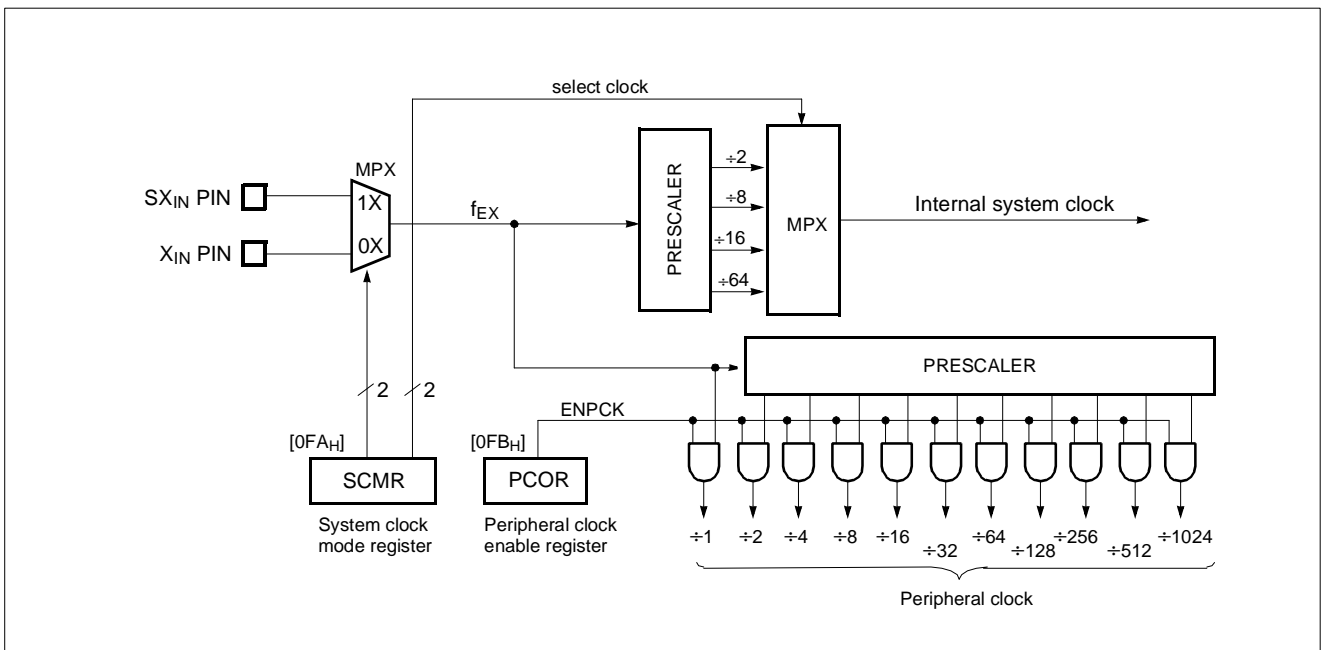 select clock
MPX
SXIN PIN
1X
XIN PIN
0X
fEX
PRESCALER
÷2
÷8
÷16
÷64
MPX
Internal system clock
2
2
PRESCALER
ENPCK
[0FAH]
[0FBH]
SCMR
PCOR
System clock
mode register
Peripheral clock
enable register
÷1
÷2
÷4
÷8
÷16
÷32
÷64
÷128
÷256
÷512
÷1024
Peripheral clock